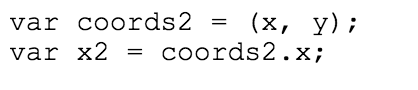 var coords2 = (x, y);
var x2 = coords2.x;